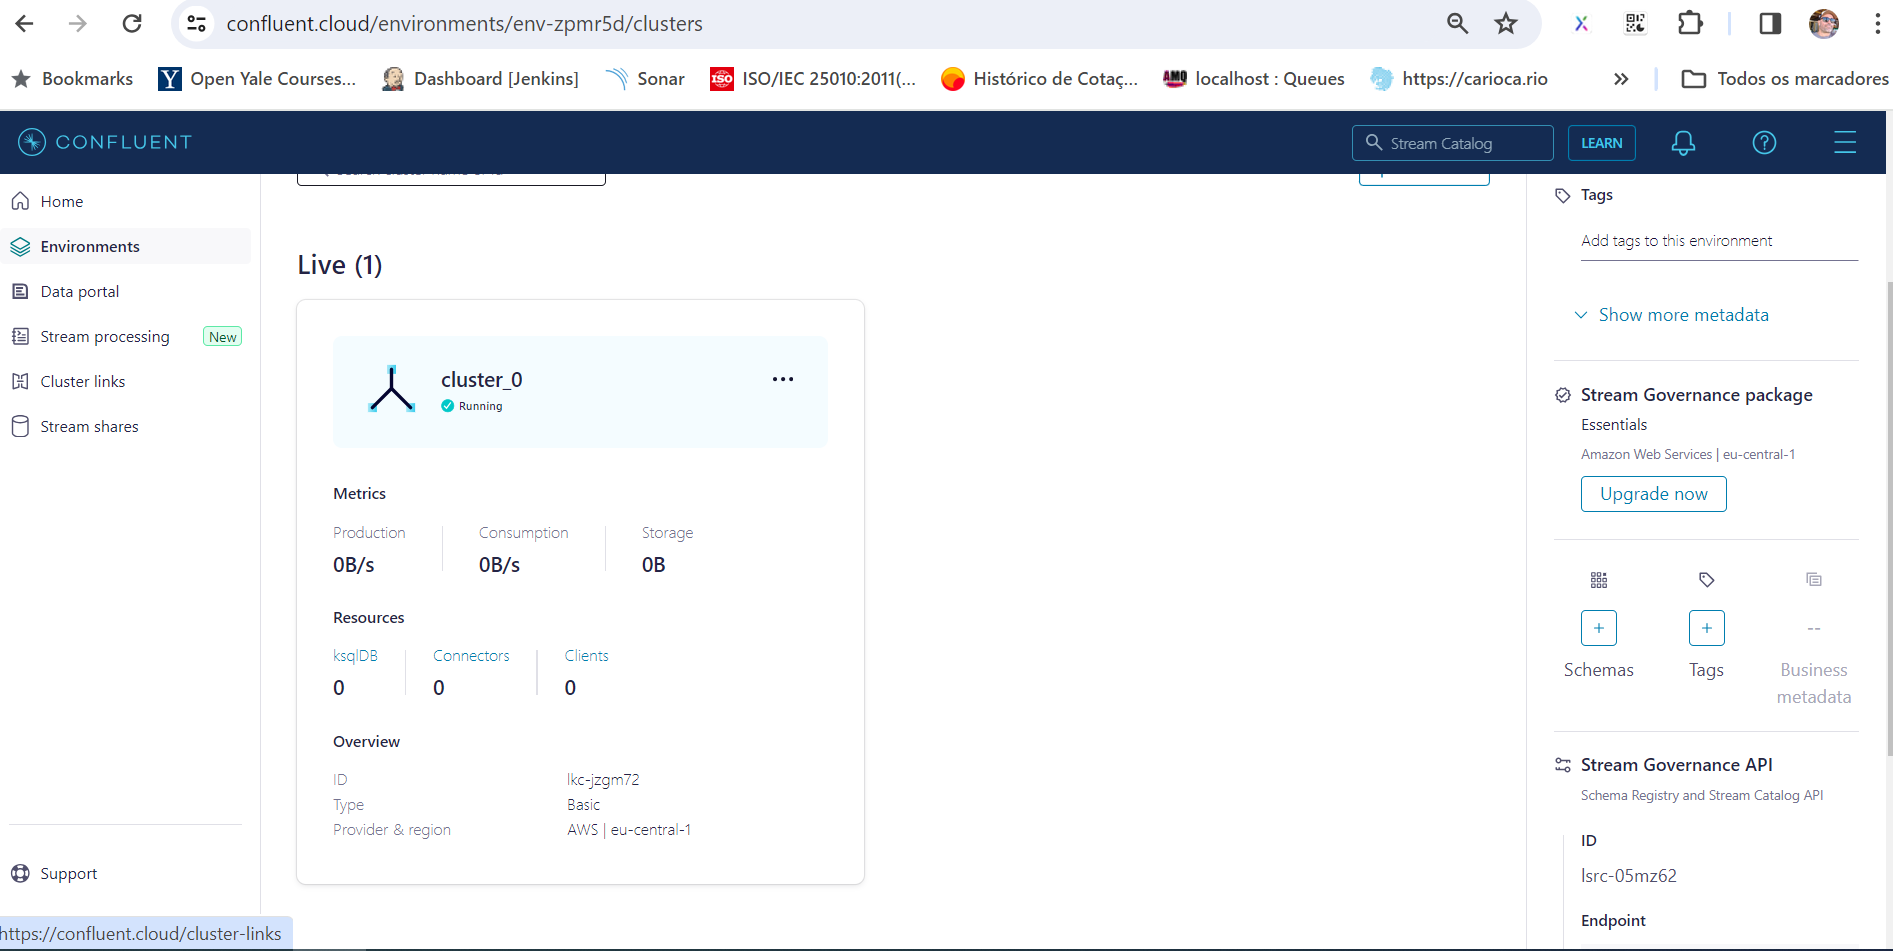 confluent.cloud/environments/env-zpmr5d/clusters
Bookmarks
Open Yale Courses...
Dashboard [Jenkins]
Sonar
ISO
ISO/IEC 25010:2011(...
Histórico de Cotaç...
AMQ
localhost : Queues
https://carioca.rio
»
Todos os marcadores
CONFLUENT
Stream Catalog
LEARN
Home
Environments
Data portal
Stream processing
New
Cluster links
Stream shares
Support
https://confluent.cloud/cluster-links
Live (1)
cluster_0
Running
Metrics
Production
Consumption
Storage
0B/s
0B/s
0B
Resources
ksqlDB
Connectors
Clients
0
0
0
Overview
ID
lkc-jzgm72
Type
Basic
Provider & region
AWS | eu-central-1
Tags
Add tags to this environment
Show more metadata
Stream Governance package
Essentials
Amazon Web Services | eu-central-1
Upgrade now
+
+
--
Schemas
Tags
Business
metadata
Stream Governance API
Schema Registry and Stream Catalog API
ID
lsrc-05mz62
Endpoint